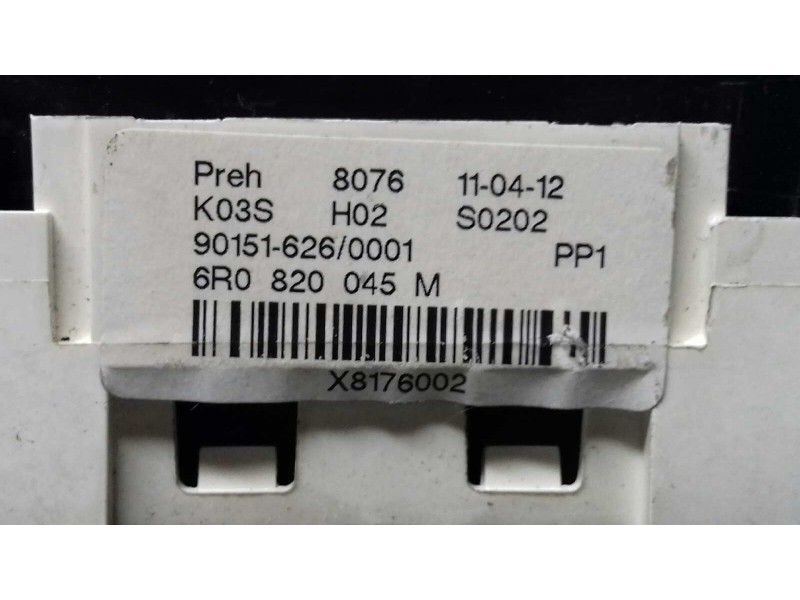 Preh 8076 11-04-12
K03S H02 S0202
90151-626/0001 PP1
6R0 820 045 M
X8176002